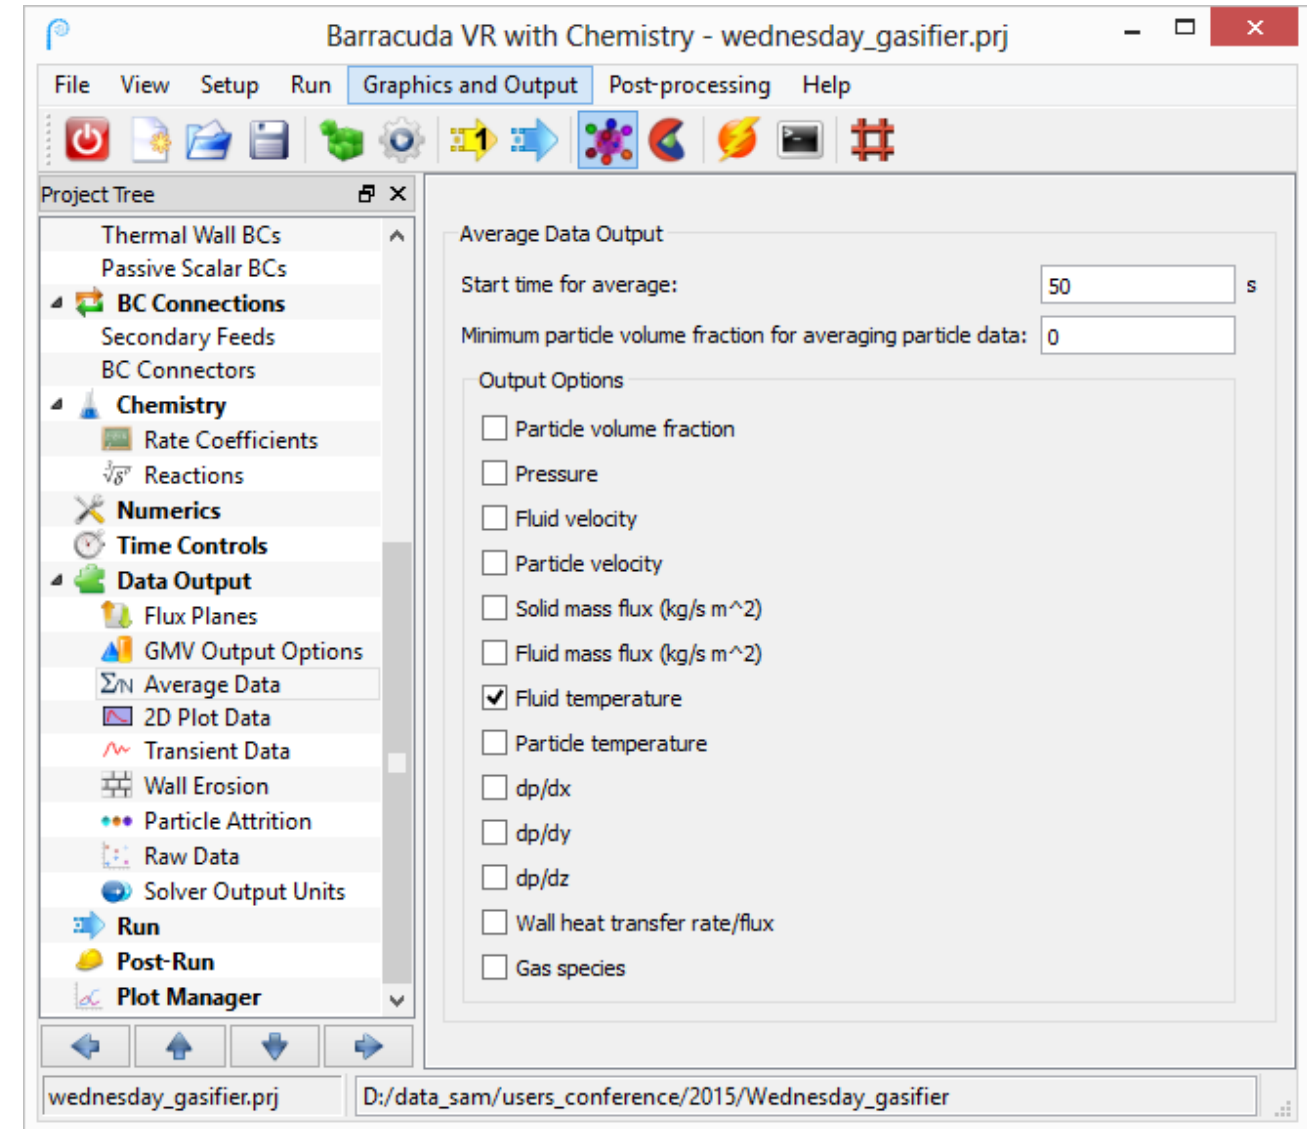 Barracuda VR with Chemistry - wednesday_gasifier.prj
File View Setup Run Graphics and Output Post-processing Help
1
>_
Project Tree
Thermal Wall BCs
Passive Scalar BCs
BC Connections
Secondary Feeds
BC Connectors
Chemistry
Rate Coefficients
Reactions
Numerics
Time Controls
Data Output
Flux Planes
GMV Output Options
Σ/N Average Data
2D Plot Data
Transient Data
Wall Erosion
Particle Attrition
Raw Data
Solver Output Units
Run
Post-Run
Plot Manager
Average Data Output
Start time for average: 50 s
Minimum particle volume fraction for averaging particle data: 0
Output Options
Particle volume fraction
Pressure
Fluid velocity
Particle velocity
Solid mass flux (kg/s m^2)
Fluid mass flux (kg/s m^2)
Fluid temperature
Particle temperature
dp/dx
dp/dy
dp/dz
Wall heat transfer rate/flux
Gas species
wednesday_gasifier.prj D:/data_sam/users_conference/2015/Wednesday_gasifier